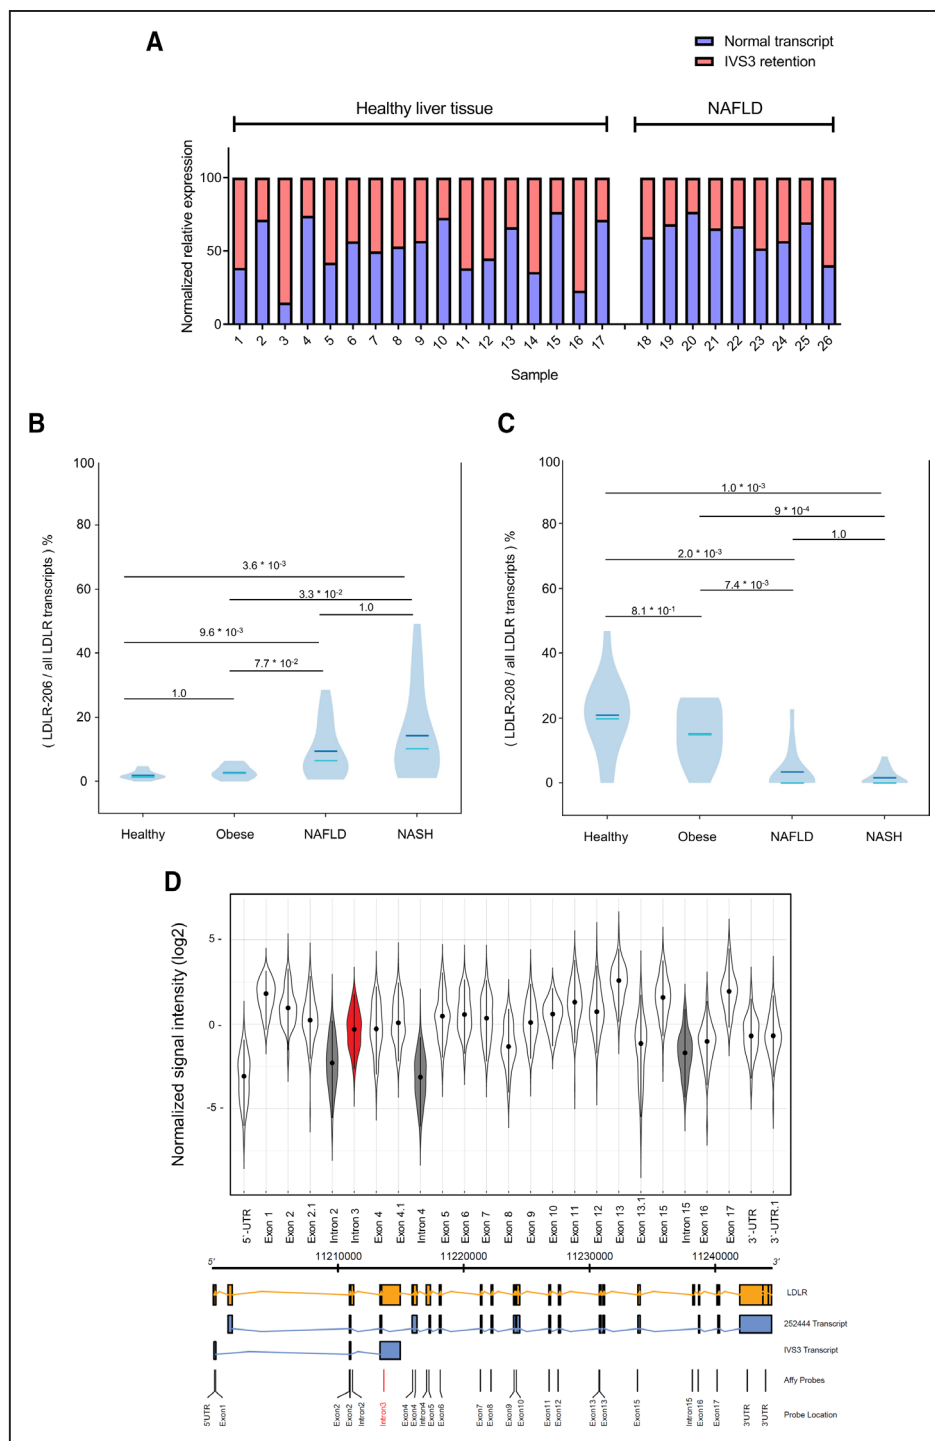 A
Normal transcript
IVS3 retention
Healthy liver tissue
NAFLD
Normalized relative expression
100
50
0
1 2 3 4 5 6 7 8 9 10 11 12 13 14 15 16 17 18 19 20 21 22 23 24 25 26
Sample
B
( LDLR-206 / all LDLR transcripts ) %
100
80
60
40
20
0
3.6 * 10-3
3.3 * 10-2
1.0
9.6 * 10-3
7.7 * 10-2
1.0
Healthy Obese NAFLD NASH
C
( LDLR-208 / all LDLR transcripts ) %
100
80
60
40
20
0
1.0 * 10-3
9 * 10-4
1.0
2.0 * 10-3
7.4 * 10-3
8.1 * 10-1
Healthy Obese NAFLD NASH
D
Normalized signal intensity (log2)
5 -
0 -
-5 -
5´-UTR Exon 1 Exon 2 Exon 2.1 Intron 2 Intron 3 Exon 4 Exon 4.1 Intron 4 Exon 5 Exon 6 Exon 7 Exon 8 Exon 9 Exon 10 Exon 11 Exon 12 Exon 13 Exon 13.1 Exon 15 Intron 15 Exon 16 Exon 17 3´-UTR 3´-UTR.1
5' 11210000 11220000 11230000 11240000 3'
LDLR
252444 Transcript
IVS3 Transcript
Affy Probes
5'UTR Exon1 Exon2 Exon2 Intron2 Intron3 Exon4 Exon4 Intron4 Exon5 Exon6 Exon7 Exon8 Exon9 Exon10 Exon11 Exon12 Exon13 Exon13 Exon15 Intron15 Exon16 Exon17 3'UTR 3'UTR Probe Location